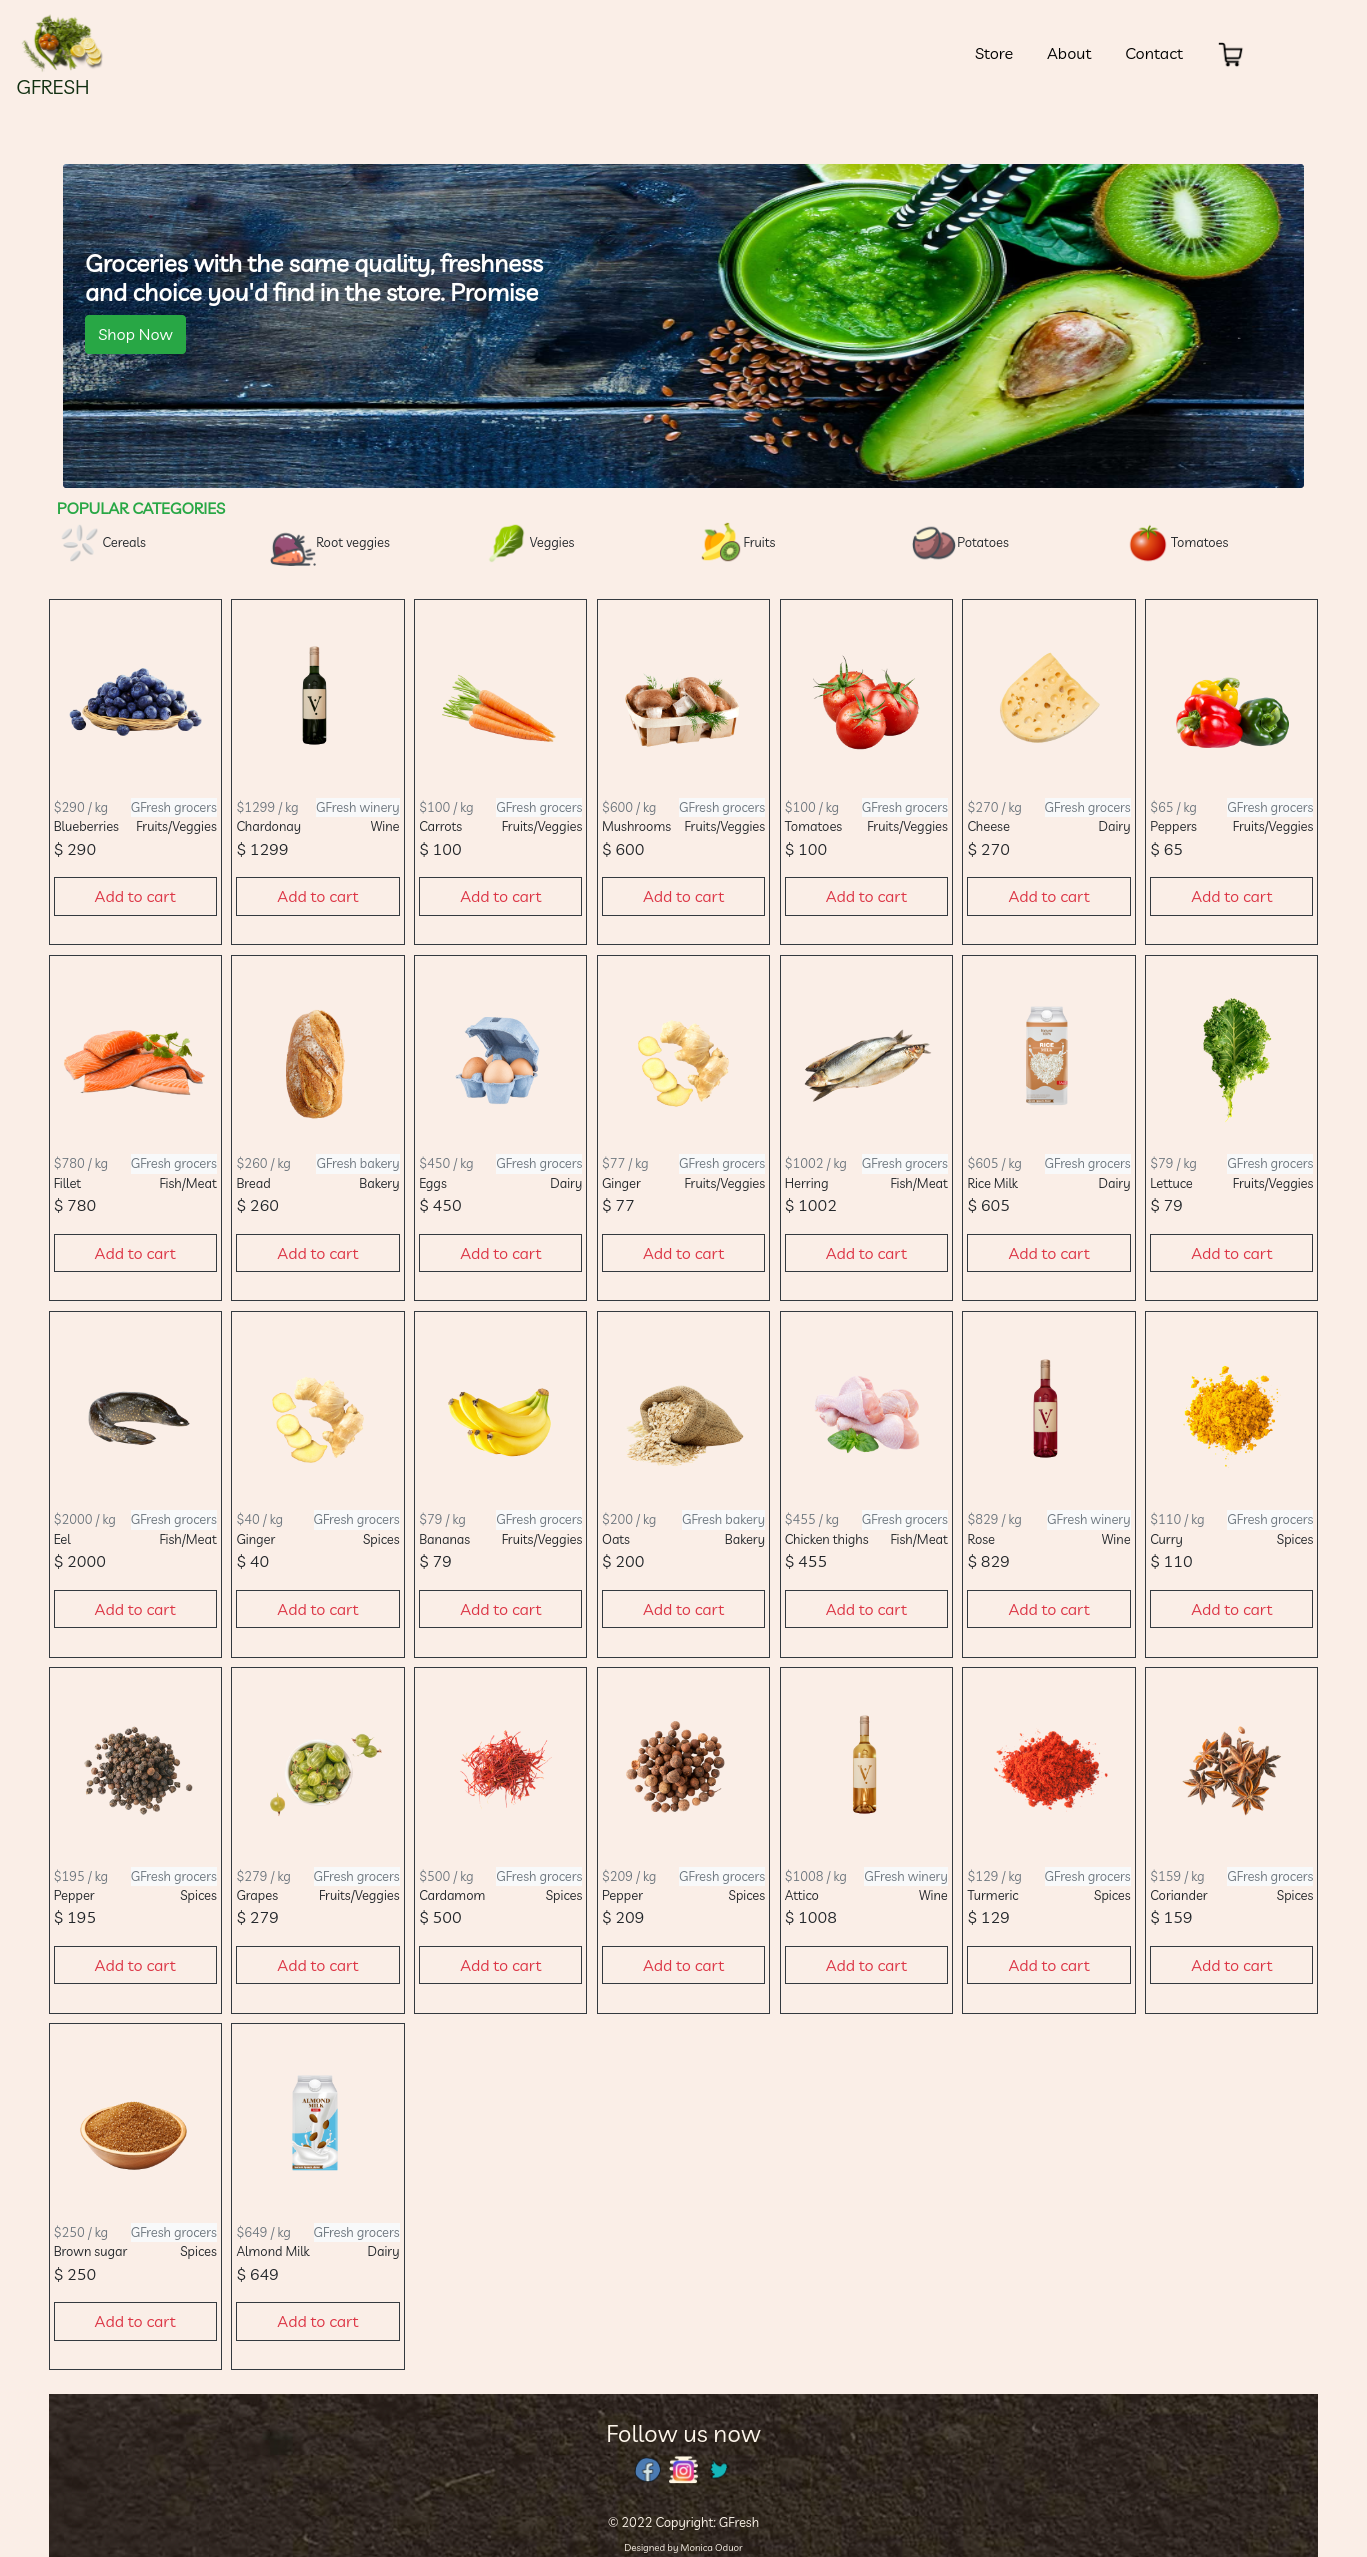 GFRESH
Store About Contact
Groceries with the same quality, freshness
and choice you'd find in the store. Promise
Shop Now
POPULAR CATEGORIES
Cereals Root veggies Veggies Fruits Potatoes Tomatoes
$290 / kg GFresh grocers $1299 / kg GFresh winery $100 / kg GFresh grocers $600 / kg GFresh grocers $100 / kg GFresh grocers $270 / kg GFresh grocers $65 / kg GFresh grocers
Blueberries Fruits/Veggies Chardonay Wine Carrots Fruits/Veggies Mushrooms Fruits/Veggies Tomatoes Fruits/Veggies Cheese Dairy Peppers Fruits/Veggies
$ 290 $ 1299 $ 100 $ 600 $ 100 $ 270 $ 65
Add to cart Add to cart Add to cart Add to cart Add to cart Add to cart Add to cart
RICE
MILK
$780 / kg GFresh grocers $260 / kg GFresh bakery $450 / kg GFresh grocers $77 / kg GFresh grocers $1002 / kg GFresh grocers $605 / kg GFresh grocers $79 / kg GFresh grocers
Fillet Fish/Meat Bread Bakery Eggs Dairy Ginger Fruits/Veggies Herring Fish/Meat Rice Milk Dairy Lettuce Fruits/Veggies
$ 780 $ 260 $ 450 $ 77 $ 1002 $ 605 $ 79
Add to cart Add to cart Add to cart Add to cart Add to cart Add to cart Add to cart
$2000 / kg GFresh grocers $40 / kg GFresh grocers $79 / kg GFresh grocers $200 / kg GFresh bakery $455 / kg GFresh grocers $829 / kg GFresh winery $110 / kg GFresh grocers
Eel Fish/Meat Ginger Spices Bananas Fruits/Veggies Oats Bakery Chicken thighs Fish/Meat Rose Wine Curry Spices
$ 2000 $ 40 $ 79 $ 200 $ 455 $ 829 $ 110
Add to cart Add to cart Add to cart Add to cart Add to cart Add to cart Add to cart
$195 / kg GFresh grocers $279 / kg GFresh grocers $500 / kg GFresh grocers $209 / kg GFresh grocers $1008 / kg GFresh winery $129 / kg GFresh grocers $159 / kg GFresh grocers
Pepper Spices Grapes Fruits/Veggies Cardamom Spices Pepper Spices Attico Wine Turmeric Spices Coriander Spices
$ 195 $ 279 $ 500 $ 209 $ 1008 $ 129 $ 159
Add to cart Add to cart Add to cart Add to cart Add to cart Add to cart Add to cart
ALMOND
MILK
$250 / kg GFresh grocers $649 / kg GFresh grocers
Brown sugar Spices Almond Milk Dairy
$ 250 $ 649
Add to cart Add to cart
Follow us now
© 2022 Copyright: GFresh
Designed by Monica Oduor